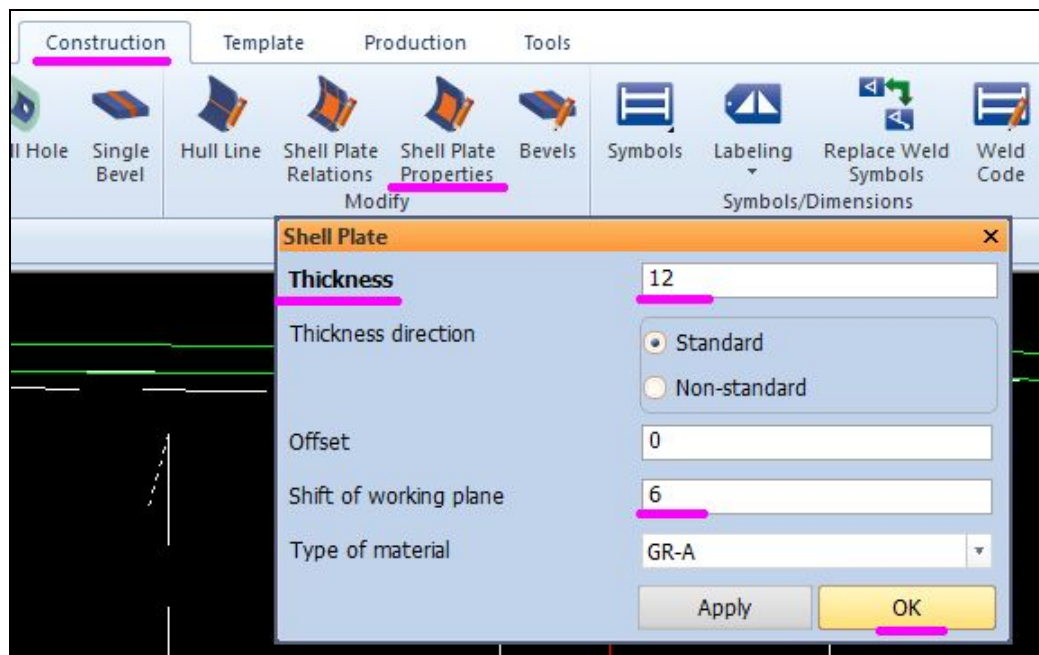 Construction Template Production Tools
ll Hole Single Bevel Hull Line Shell Plate Relations Shell Plate Properties Bevels Symbols Labeling Replace Weld Symbols Weld Code
Modify Symbols/Dimensions
Shell Plate
Thickness 12
Thickness direction Standard
Non-standard
Offset 0
Shift of working plane 6
Type of material GR-A
Apply OK